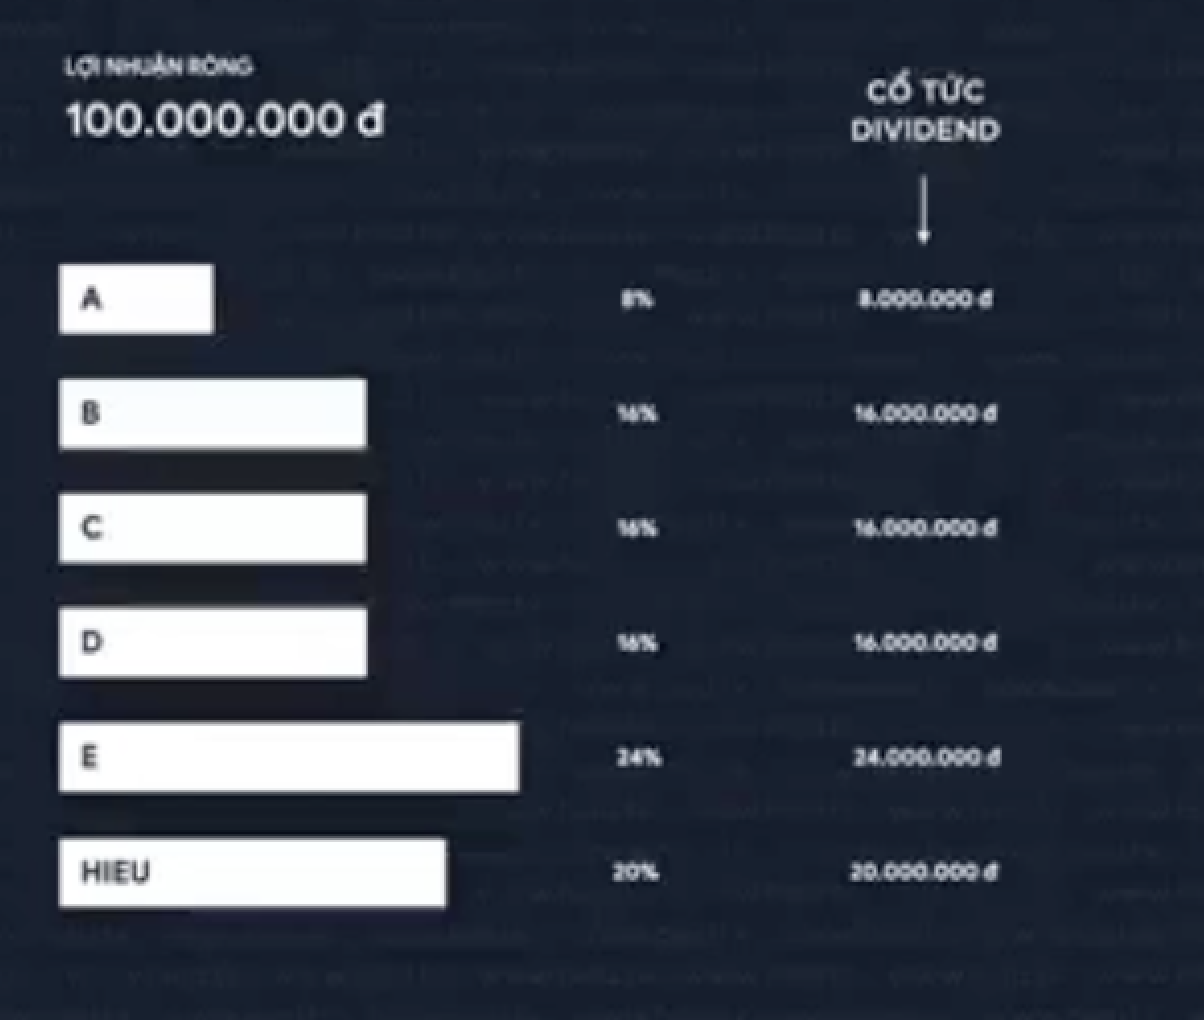 LỢI NHUẬN RÒNG
100.000.000 đ
CỔ TỨC
DIVIDEND
A 8% 8.000.000 đ
B 16% 16.000.000 đ
C 16% 16.000.000 đ
D 16% 16.000.000 đ
E 24% 24.000.000 đ
HIEU 20% 20.000.000 đ